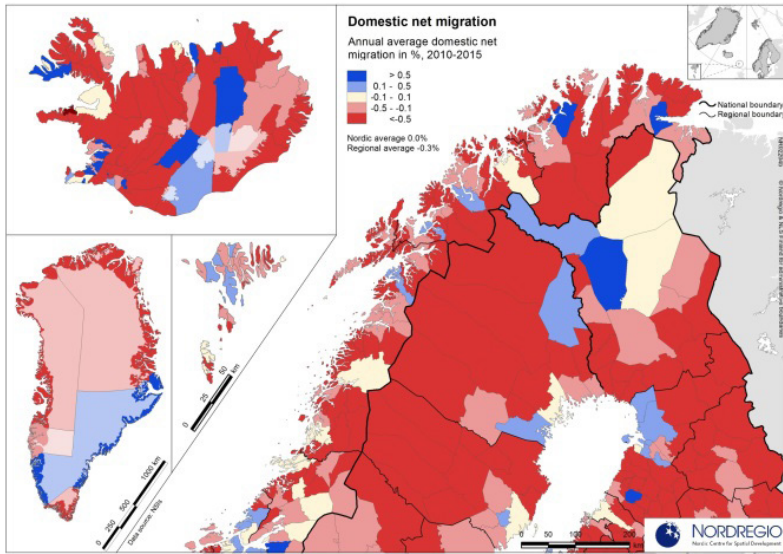 Domestic net migration
Annual average domestic net
migration in %, 2010-2015
> 0.5
0.1 - 0.5
-0.1 - 0.1
-0.5 - -0.1
<-0.5
Nordic average 0.0%
Regional average -0.3%
National boundary
Regional boundary
0 25 50
km
0 250 500 1000 km
Data source: NSIs
0 100 200
km
NORDREGIO
Nordic Centre for Spatial Development